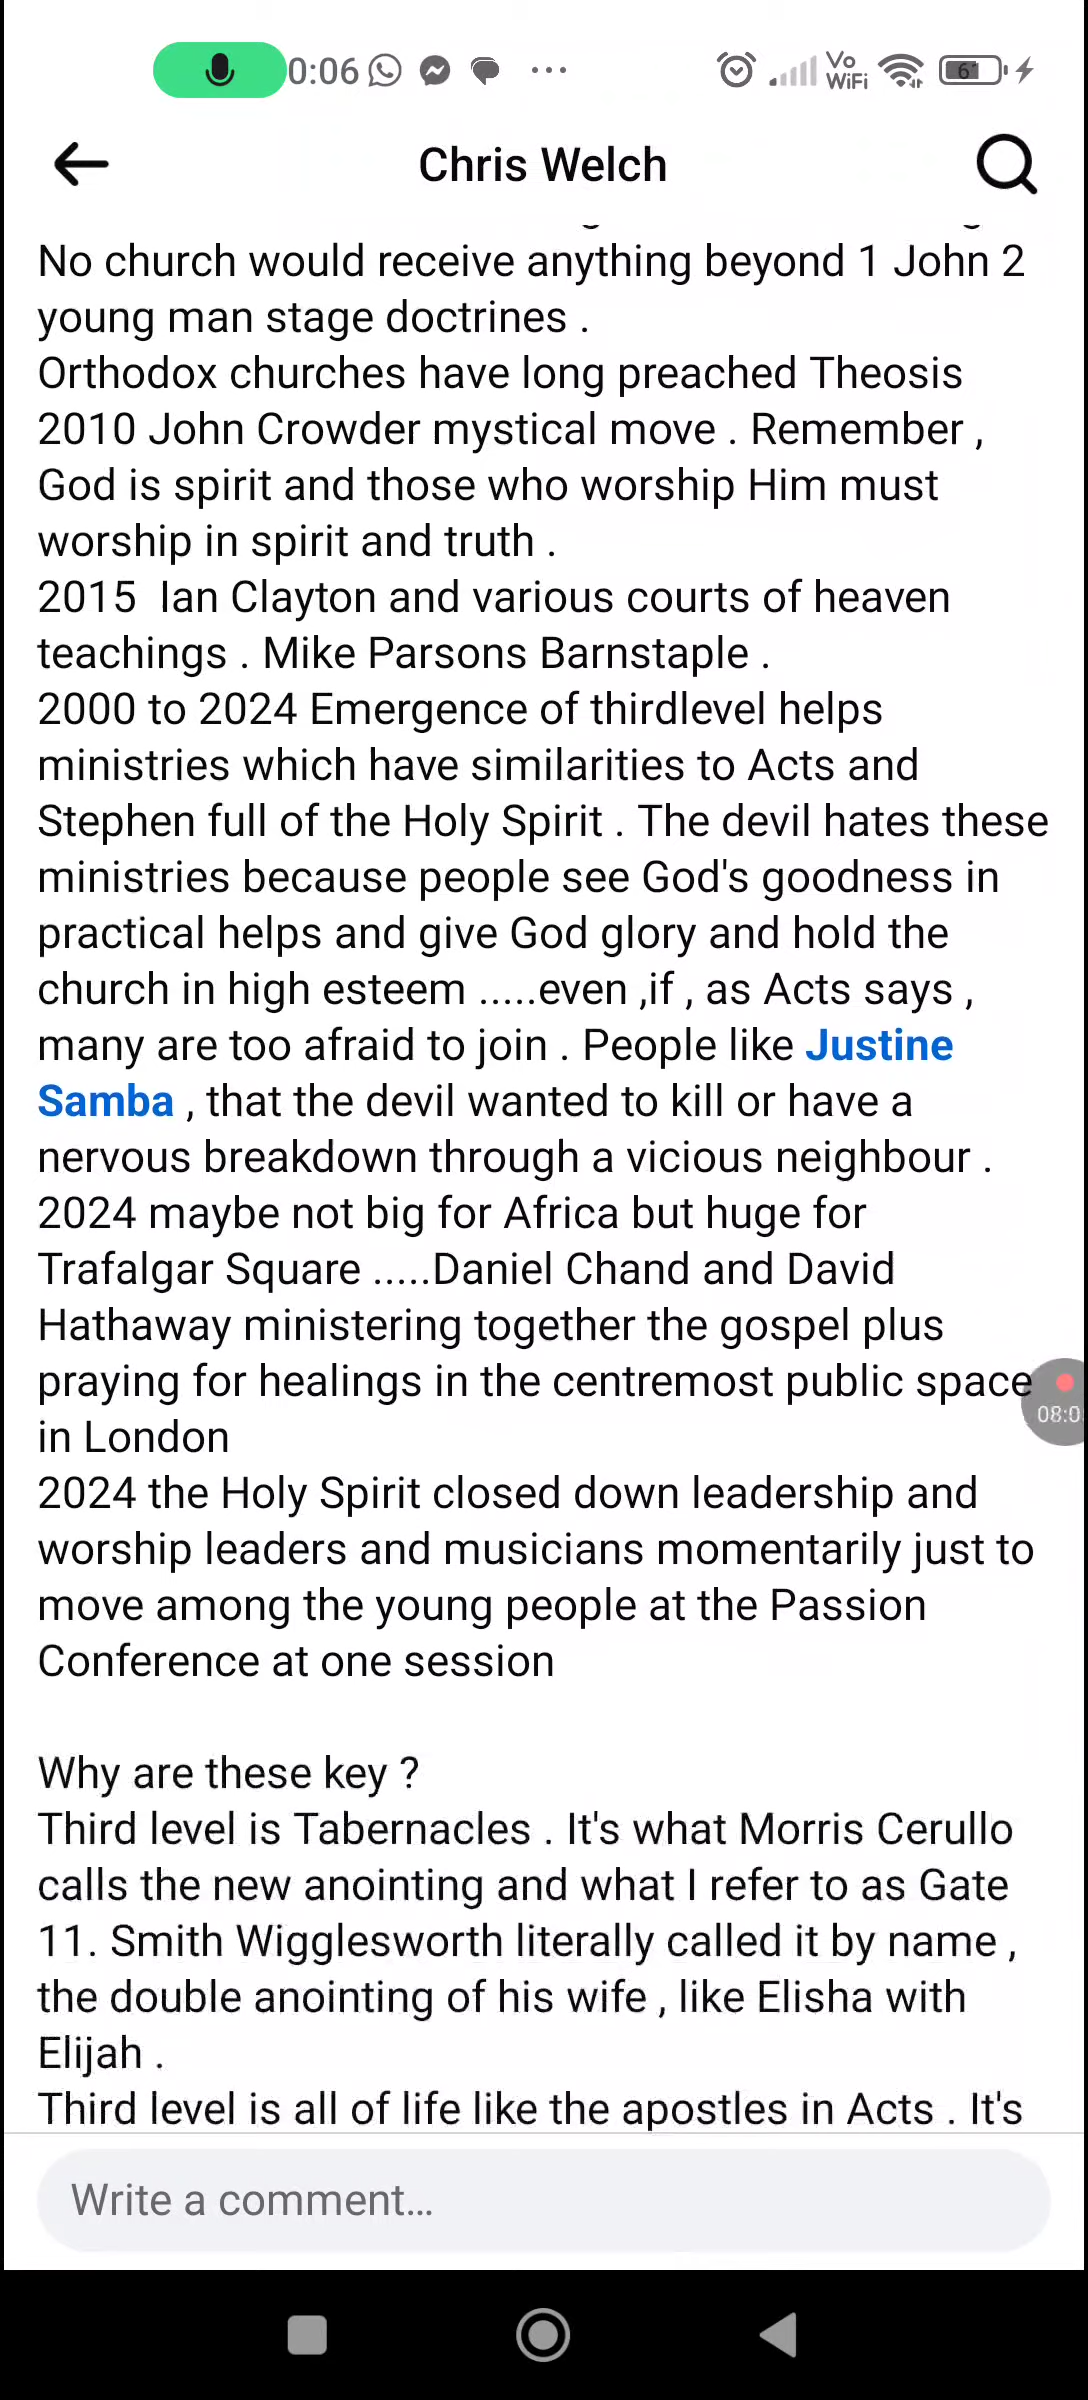 0:06
Vo
WiFi
61
Chris Welch
No church would receive anything beyond 1 John 2
young man stage doctrines .
Orthodox churches have long preached Theosis
2010 John Crowder mystical move . Remember ,
God is spirit and those who worship Him must
worship in spirit and truth .
2015  Ian Clayton and various courts of heaven
teachings . Mike Parsons Barnstaple .
2000 to 2024 Emergence of thirdlevel helps
ministries which have similarities to Acts and
Stephen full of the Holy Spirit . The devil hates these
ministries because people see God's goodness in
practical helps and give God glory and hold the
church in high esteem .....even ,if , as Acts says ,
many are too afraid to join . People like Justine
Samba , that the devil wanted to kill or have a
nervous breakdown through a vicious neighbour .
2024 maybe not big for Africa but huge for
Trafalgar Square .....Daniel Chand and David
Hathaway ministering together the gospel plus
praying for healings in the centremost public space
08:0
in London
2024 the Holy Spirit closed down leadership and
worship leaders and musicians momentarily just to
move among the young people at the Passion
Conference at one session
Why are these key ?
Third level is Tabernacles . It's what Morris Cerullo
calls the new anointing and what I refer to as Gate
11. Smith Wigglesworth literally called it by name ,
the double anointing of his wife , like Elisha with
Elijah .
Third level is all of life like the apostles in Acts . It's
Write a comment...